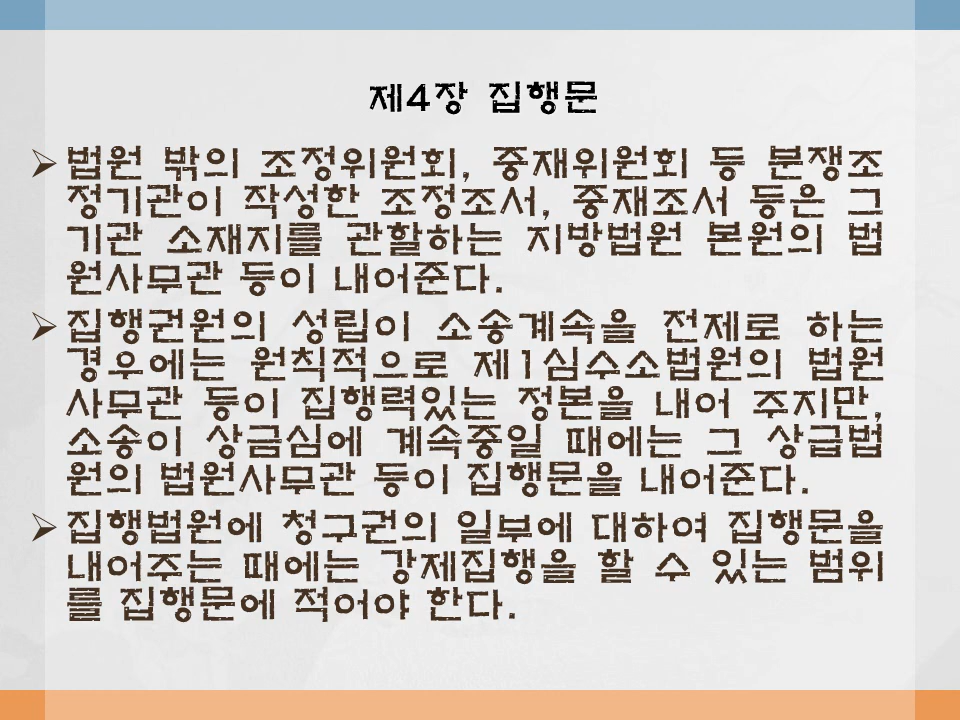 제4장 집행문
법원 밖의 조정위원회, 중재위원회 등 분쟁조
정기관이 작성한 조정조서, 중재조서 등은 그
기관 소재지를 관할하는 지방법원 본원의 법
원사무관 등이 내어준다.
집행권원의 성립이 소송계속을 전제로 하는
경우에는 원칙적으로 제1심수소법원의 법원
사무관 등이 집행력있는 정본을 내어 주지만,
소송이 상금심에 계속중일 때에는 그 상급법
원의 법원사무관 등이 집행문을 내어준다.
집행법원에 청구권의 일부에 대하여 집행문을
내어주는 때에는 강제집행을 할 수 있는 범위
를 집행문에 적어야 한다.